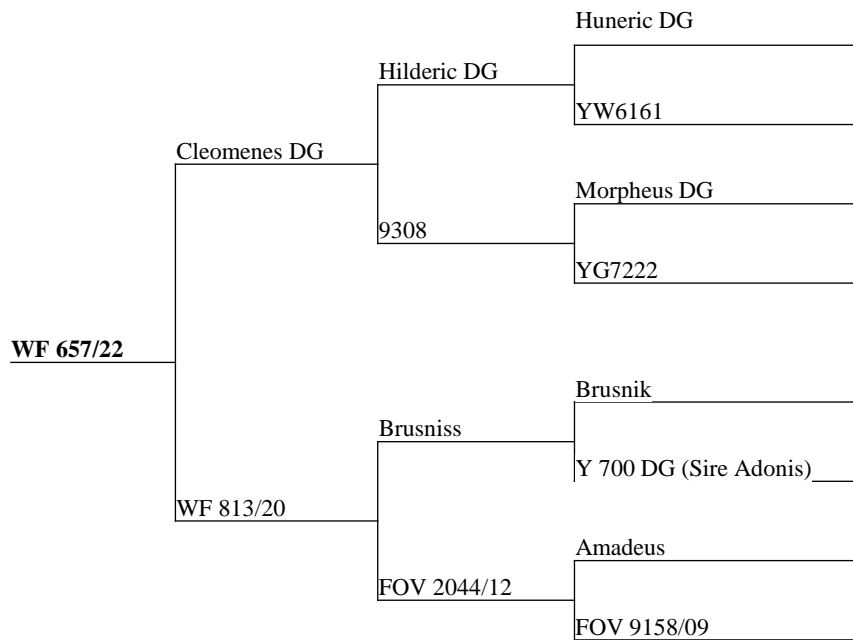 Huneric DG
Hilderic DG
YW6161
Cleomenes DG
Morpheus DG
9308
YG7222
WF 657/22
Brusnik
Brusniss
Y 700 DG (Sire Adonis)
WF 813/20
Amadeus
FOV 2044/12
FOV 9158/09